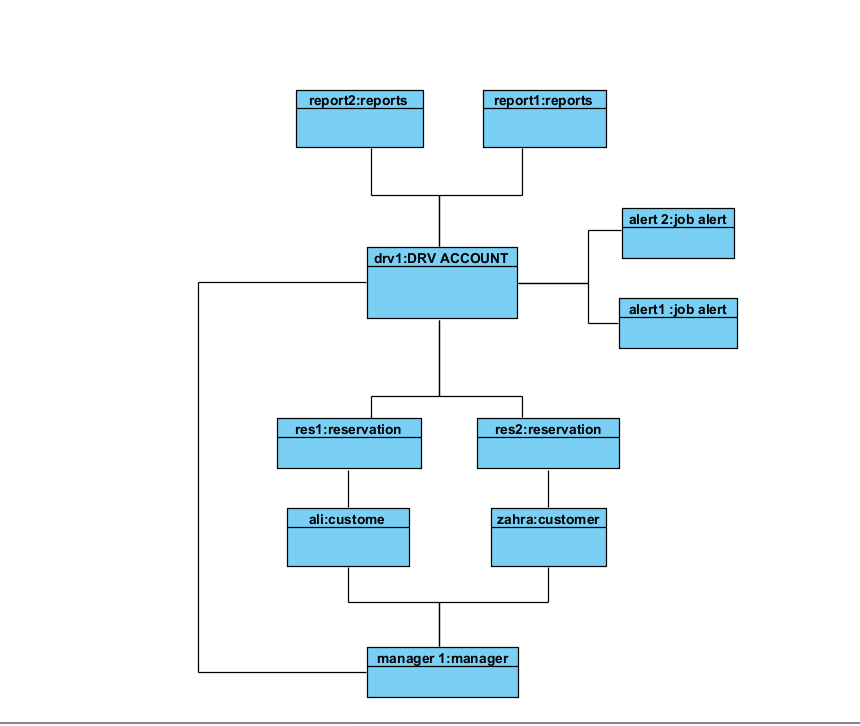 report2:reports
report1:reports
alert 2:job alert
drv1:DRV ACCOUNT
alert1 :job alert
res1:reservation
res2:reservation
ali:custome
zahra:customer
manager 1:manager